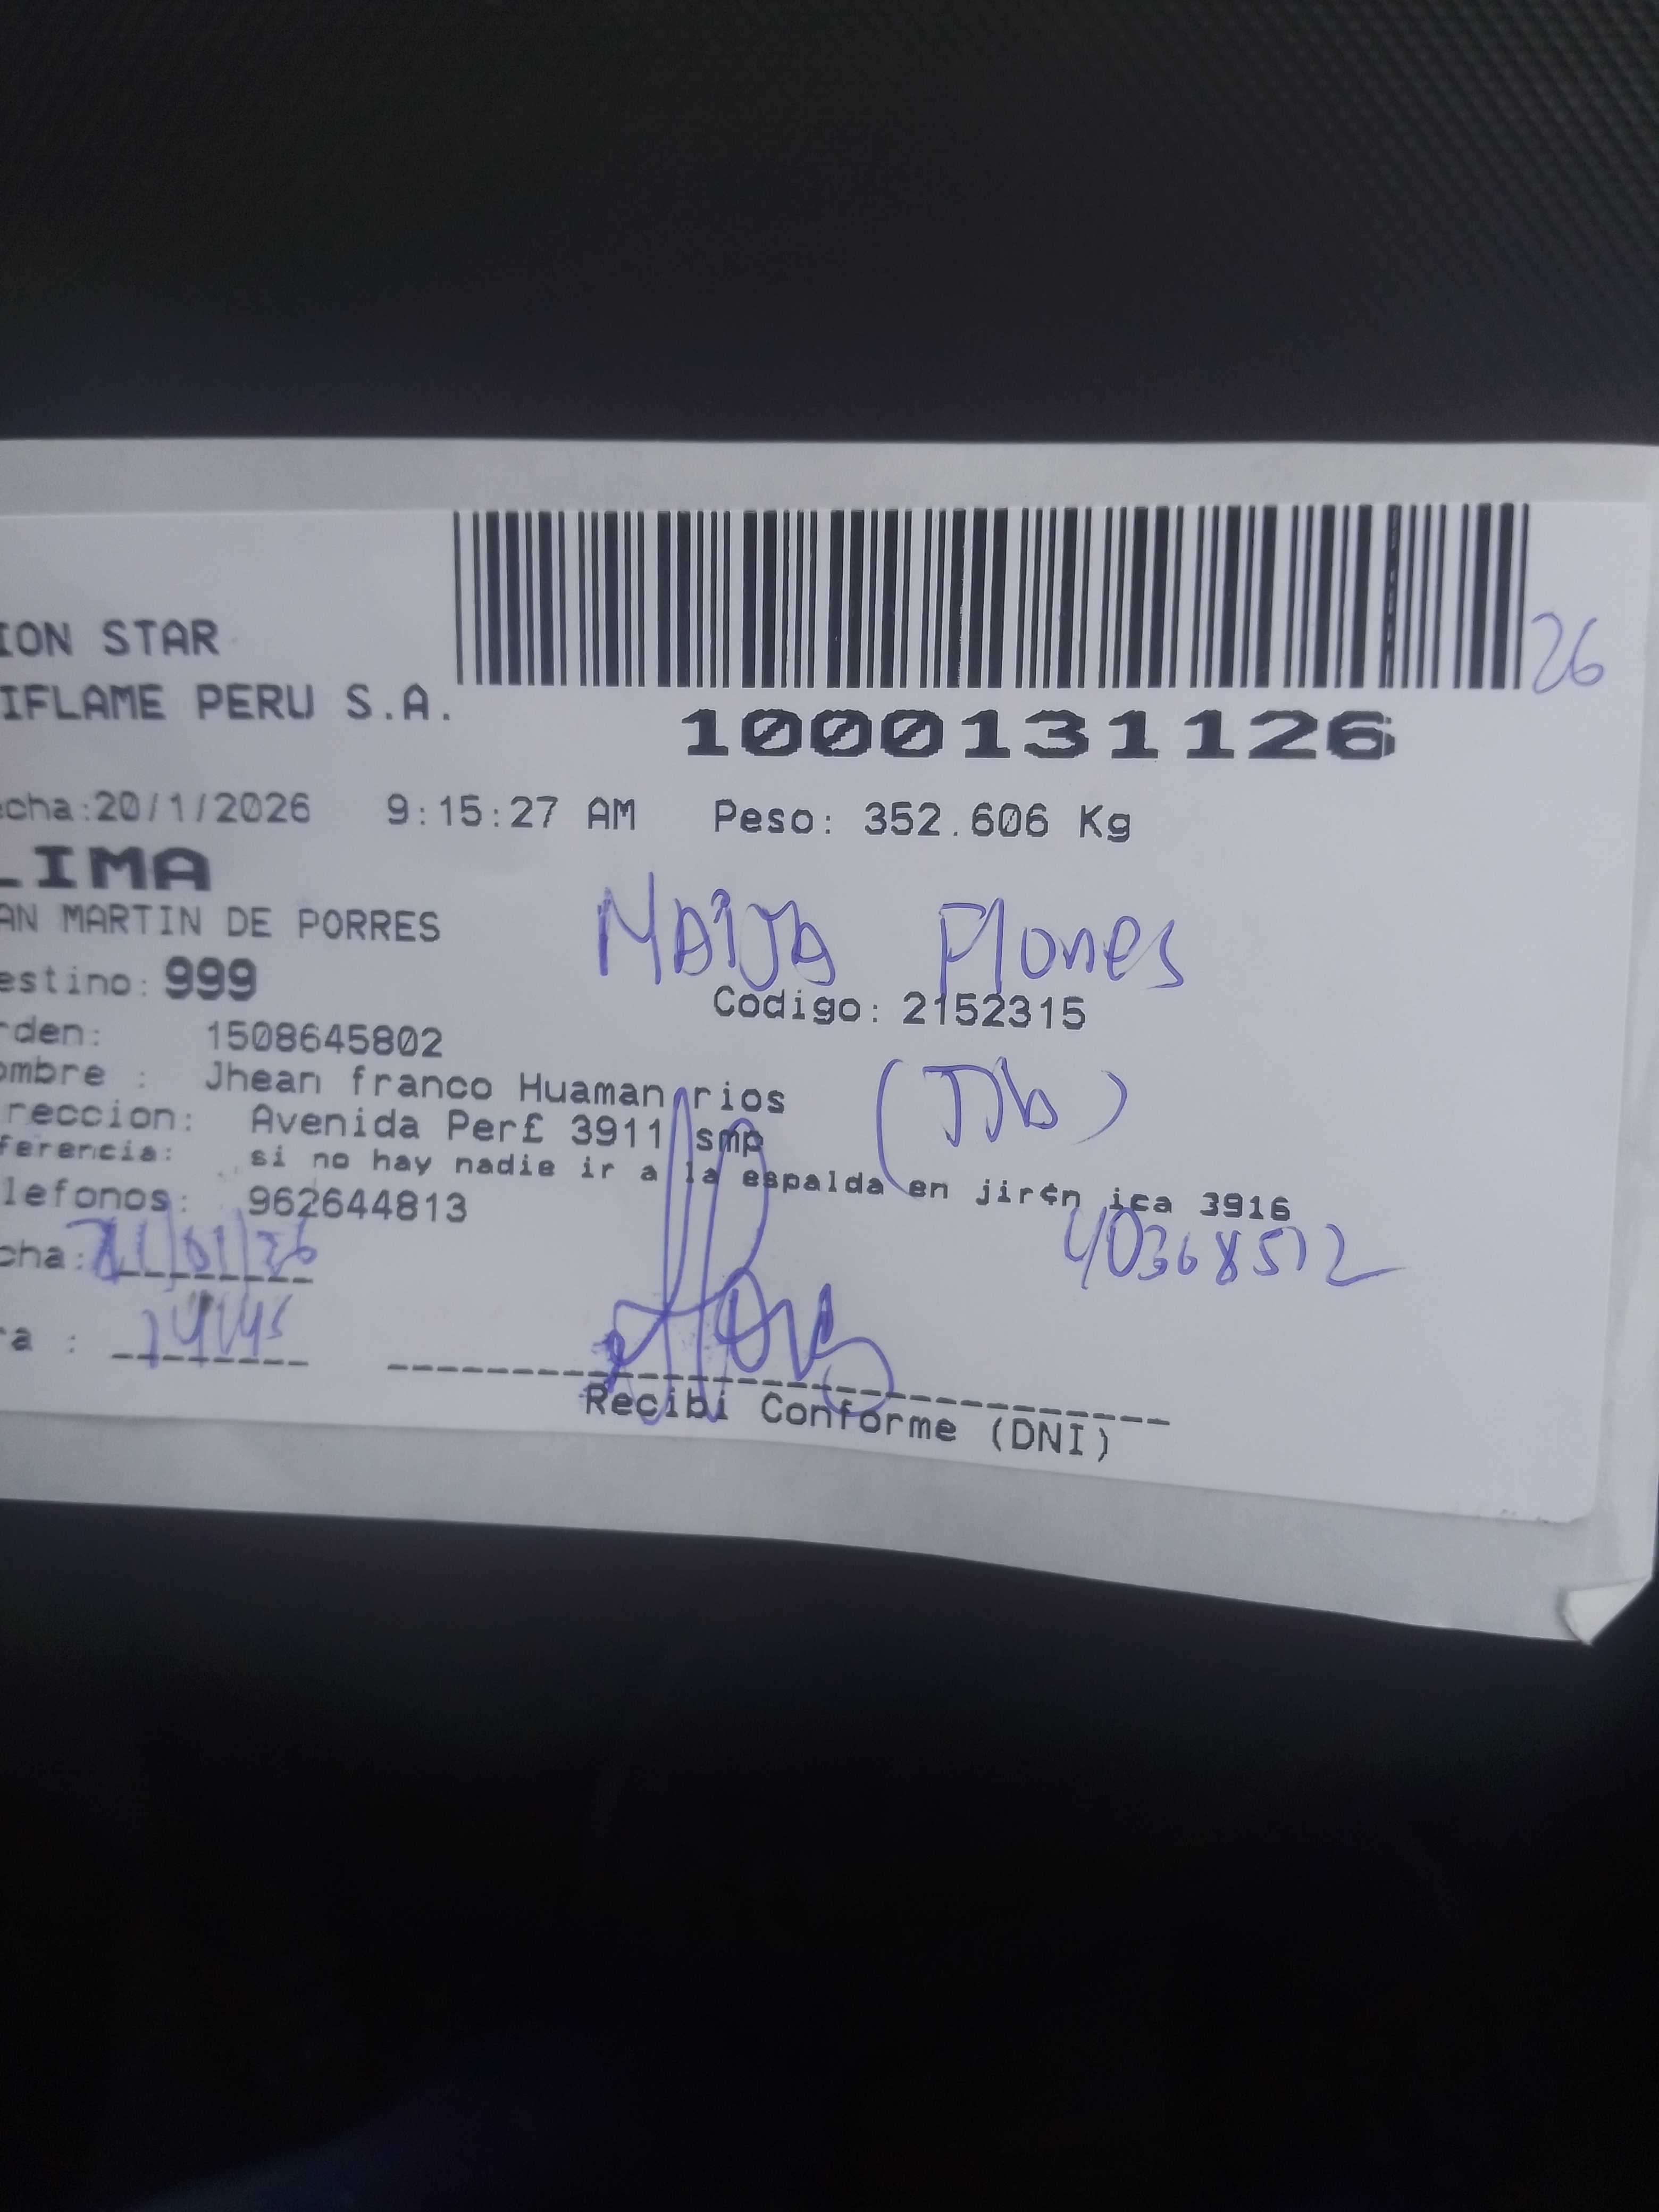 ION STAR
IFLAME PERU S.A.
26
1000131126
echa:20/1/2026 9:15:27 AM Peso: 352.606 Kg
LIMA
AN MARTIN DE PORRES
Flores
estino: 999
Codigo: 2152315
rden: 1508645802
ombre : Jhean franco Huaman rios
reccion: Avenida Per£ 3911 smp
ferencia: si no hay nadie ir a la espalda en jir¢n ica 3916
lefonos: 962644813
40368512
cha: 21/01/26
ra : 14:45
Recibi Conforme (DNI)